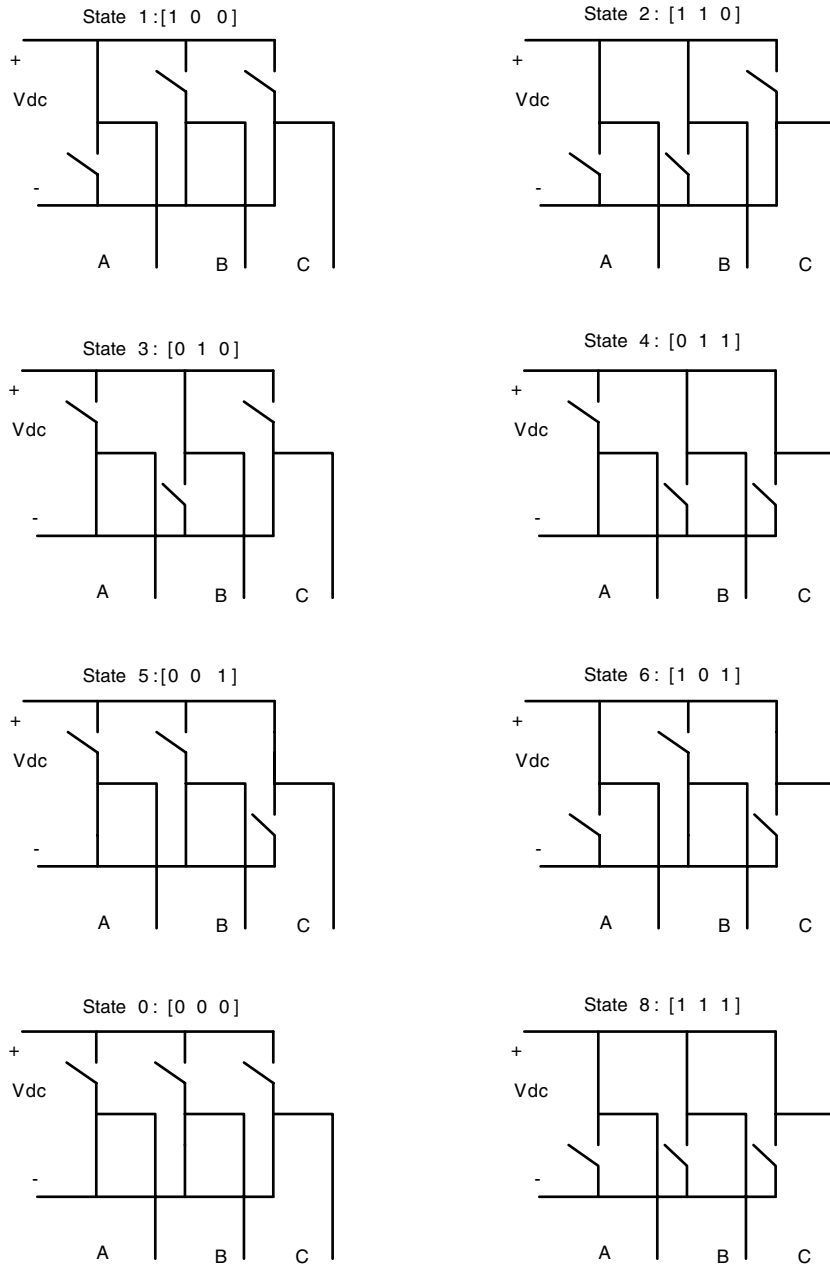 State 1:[1 0 0]
+
Vdc
-
A B C
State 2: [1 1 0]
+
Vdc
-
A B C
State 3: [0 1 0]
+
Vdc
-
A B C
State 4: [0 1 1]
+
Vdc
-
A B C
State 5:[0 0 1]
+
Vdc
-
A B C
State 6: [1 0 1]
+
Vdc
-
A B C
State 0: [0 0 0]
+
Vdc
-
A B C
State 8: [1 1 1]
+
Vdc
-
A B C